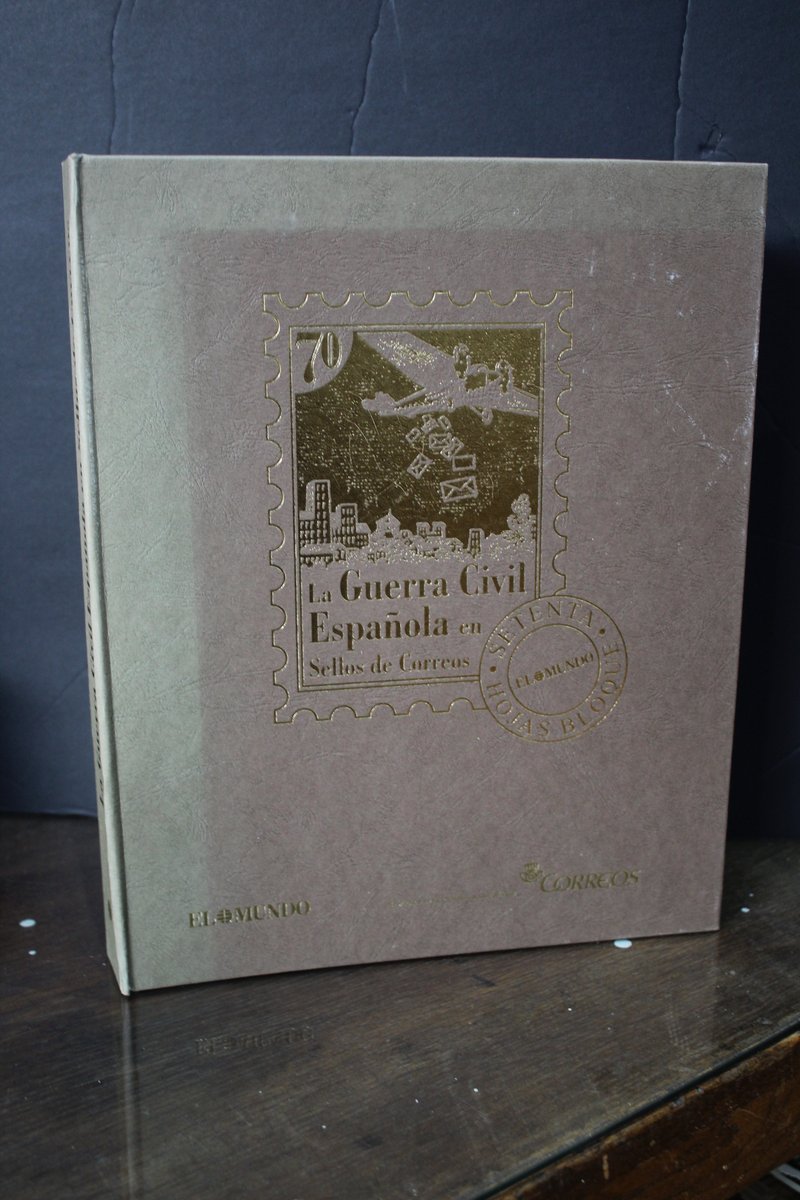 70
La Guerra Civil
Española en
Sellos de Correos
• SETENTA •
EL MUNDO
HOJAS BLOQUE
EL MUNDO
CORREOS